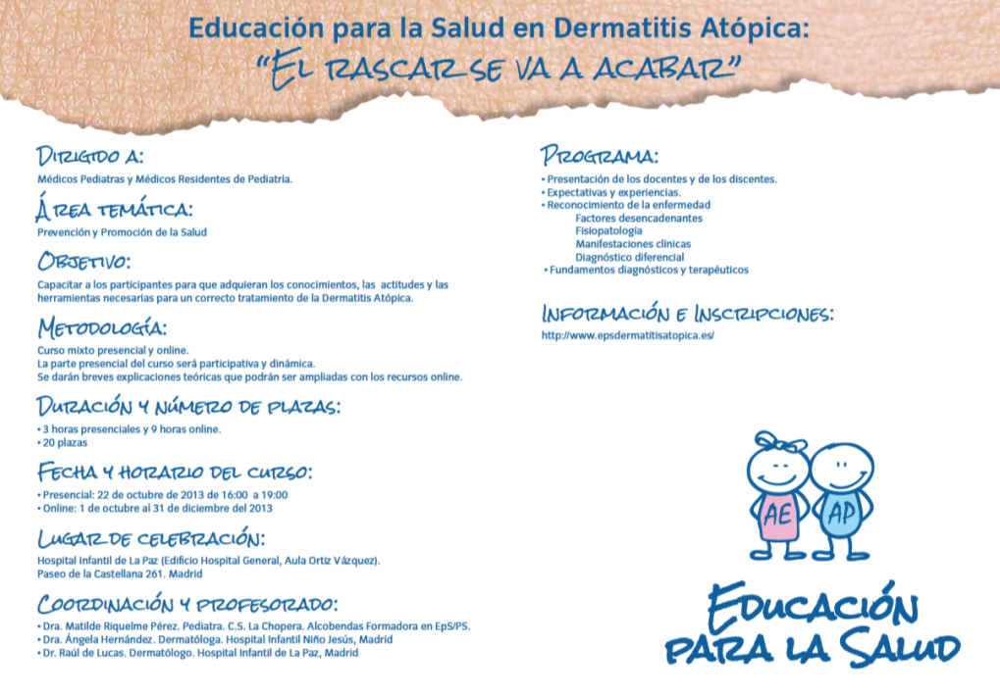 Educación para la Salud en Dermatitis Atópica:
“El rascar se va a acabar”
Dirigido a:
Médicos Pediatras y Médicos Residentes de Pediatría.
Área temática:
Prevención y Promoción de la Salud
Objetivo:
Capacitar a los participantes para que adquieran los conocimientos, las actitudes y las
herramientas necesarias para un correcto tratamiento de la Dermatitis Atópica.
Metodología:
Curso mixto presencial y online.
La parte presencial del curso será participativa y dinámica.
Se darán breves explicaciones teóricas que podrán ser ampliadas con los recursos online.
Duración y número de plazas:
• 3 horas presenciales y 9 horas online.
• 20 plazas
Fecha y horario del curso:
• Presencial: 22 de octubre de 2013 de 16:00 a 19:00
• Online: 1 de octubre al 31 de diciembre del 2013
Lugar de celebración:
Hospital Infantil de La Paz (Edificio Hospital General, Aula Ortiz Vázquez).
Paseo de la Castellana 261. Madrid
Coordinación y profesorado:
• Dra. Matilde Riquelme Pérez. Pediatra. C.S. La Chopera. Alcobendas Formadora en EpS/PS.
• Dra. Ángela Hernández. Dermatóloga. Hospital Infantil Niño Jesús, Madrid
• Dr. Raúl de Lucas. Dermatólogo. Hospital Infantil de La Paz, Madrid
Programa:
• Presentación de los docentes y de los discentes.
• Expectativas y experiencias.
• Reconocimiento de la enfermedad
Factores desencadenantes
Fisiopatología
Manifestaciones clínicas
Diagnóstico diferencial
• Fundamentos diagnósticos y terapéuticos
Información e Inscripciones:
http://www.epsdermatitisatopica.es/
AE AP
Educación
para la Salud